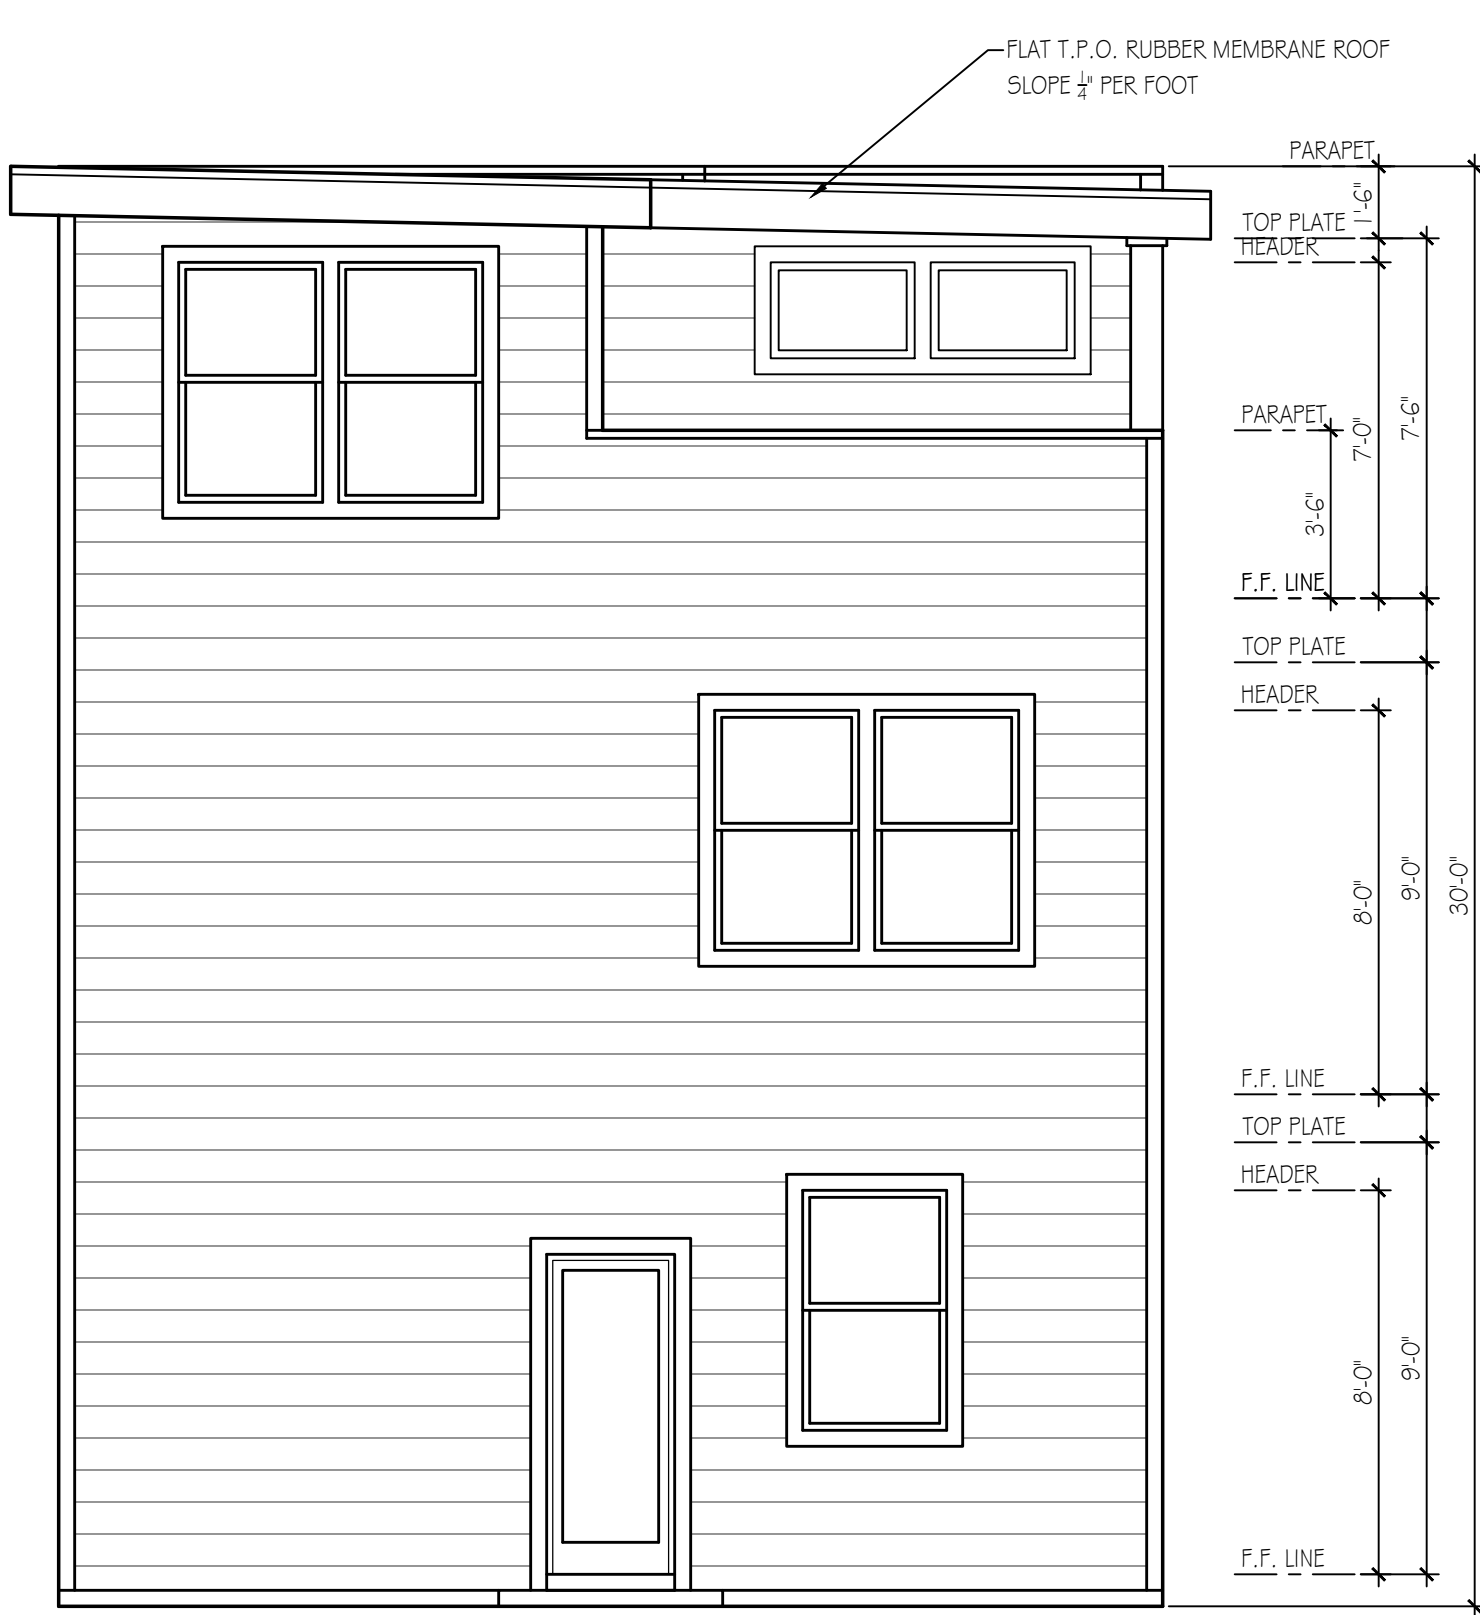 FLAT T.P.O. RUBBER MEMBRANE ROOF
SLOPE 1/4" PER FOOT
PARAPET
1'-6"
TOP PLATE
HEADER
PARAPET
7'-6"
7'-0"
3'-6"
F.F. LINE
TOP PLATE
HEADER
8'-0"
9'-0"
30'-0"
F.F. LINE
TOP PLATE
HEADER
8'-0"
9'-0"
F.F. LINE